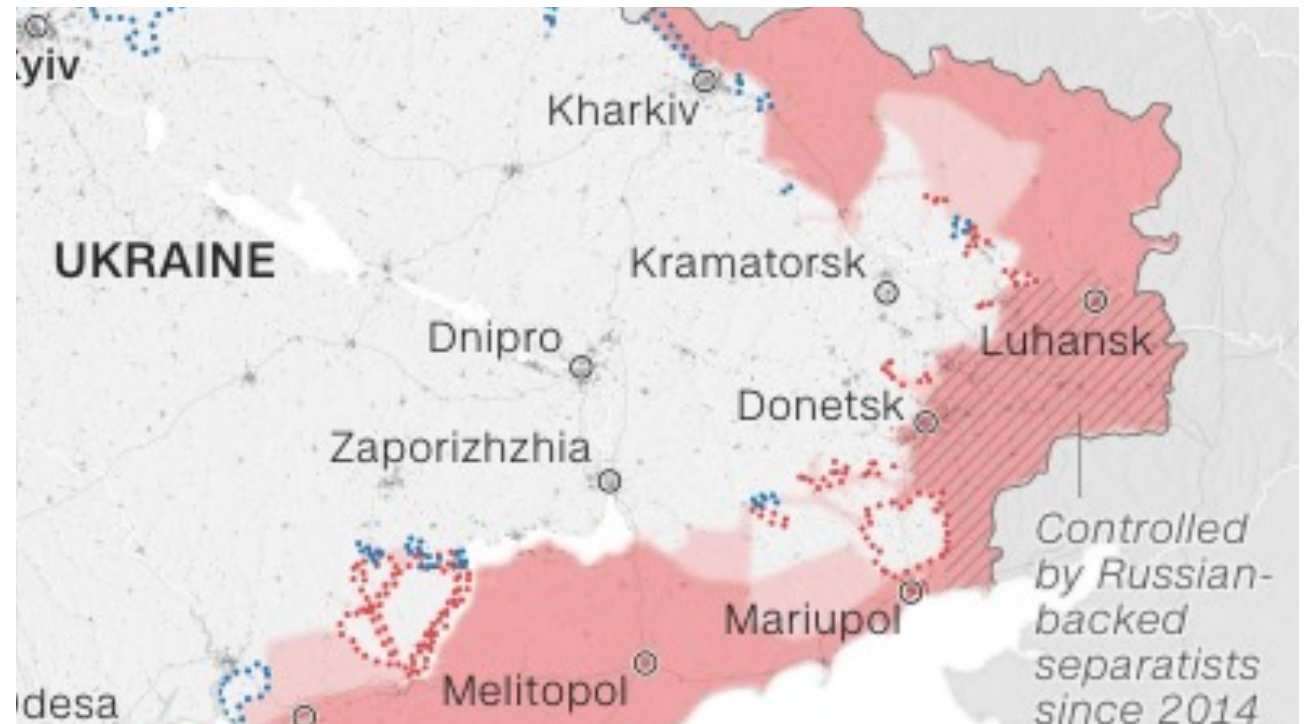 yiv
Kharkiv
UKRAINE
Kramatorsk
Dnipro
Luhansk
Donetsk
Zaporizhzhia
Controlled
by Russian-
backed
separatists
since 2014
Mariupol
Melitopol
desa